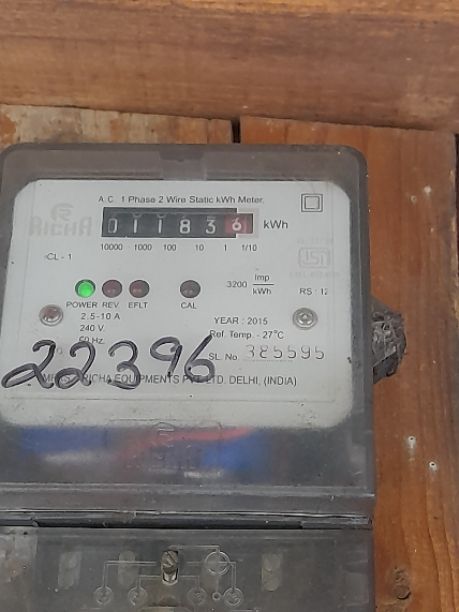 A.C. 1 Phase 2 Wire Static kWh Meter
RICHA
011836 kWh
10000 1000 100 10 1 1/10
CL - 1
ISI
3200 Imp/kWh
RS : 12
POWER REV EFLT CAL
2.5-10 A
240 V.
50 Hz.
YEAR : 2015
Ref. Temp. - 27°C
SL. No. 385595
22396
RICHA EQUIPMENTS PVT. LTD. DELHI, (INDIA)